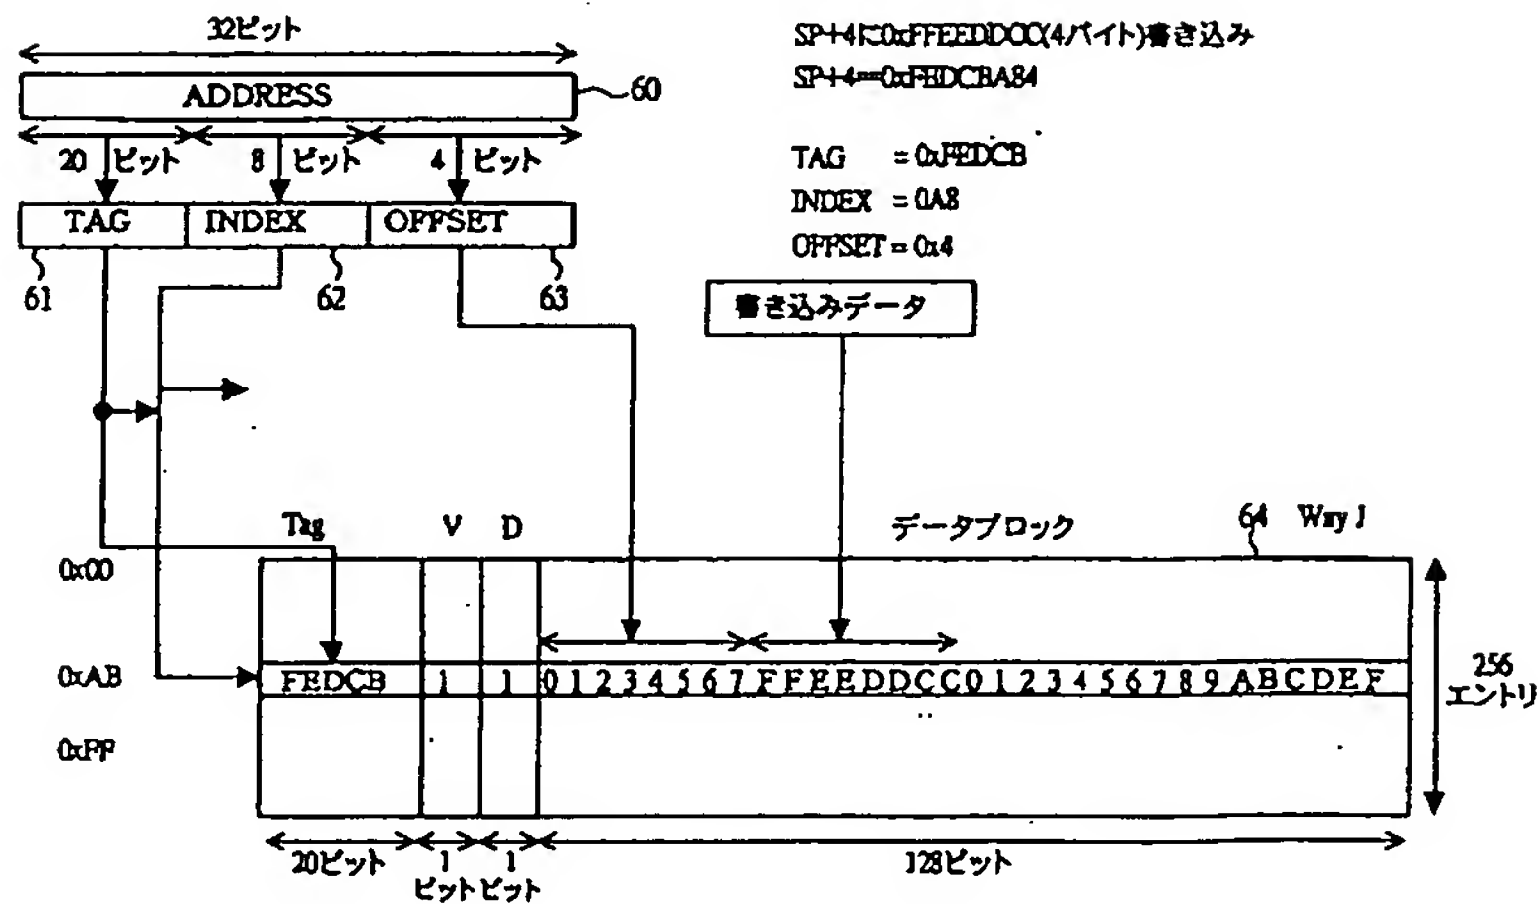 32ビット
SP+4に0xFFEEDDCC(4バイト)書き込み
ADDRESS
60
SP+4==0xFEDCBA84
20 ビット
8 ビット
4 ビット
TAG = 0xFEDCB
INDEX = 0A8
OFFSET = 0x4
TAG
INDEX
OFFSET
61
62
63
書き込みデータ
Tag
V
D
データブロック
64
Way 1
0x00
0xAB
FEDCB
1
1
0 1 2 3 4 5 6 7 F F E E D D C C 0 1 2 3 4 5 6 7 8 9 A B C D E F
256
エントリ
0xFF
20ビット
1
ビット
1
ビット
128ビット